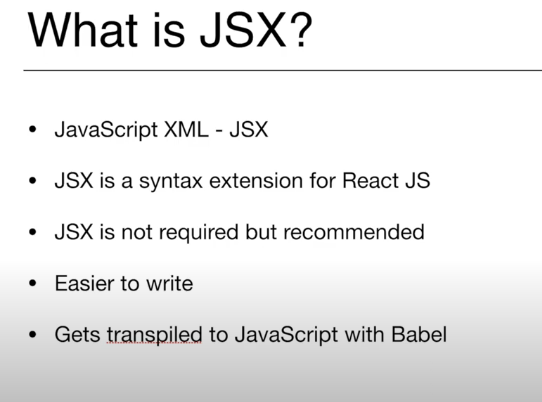 What is JSX?
• JavaScript XML - JSX
• JSX is a syntax extension for React JS
• JSX is not required but recommended
• Easier to write
• Gets transpiled to JavaScript with Babel